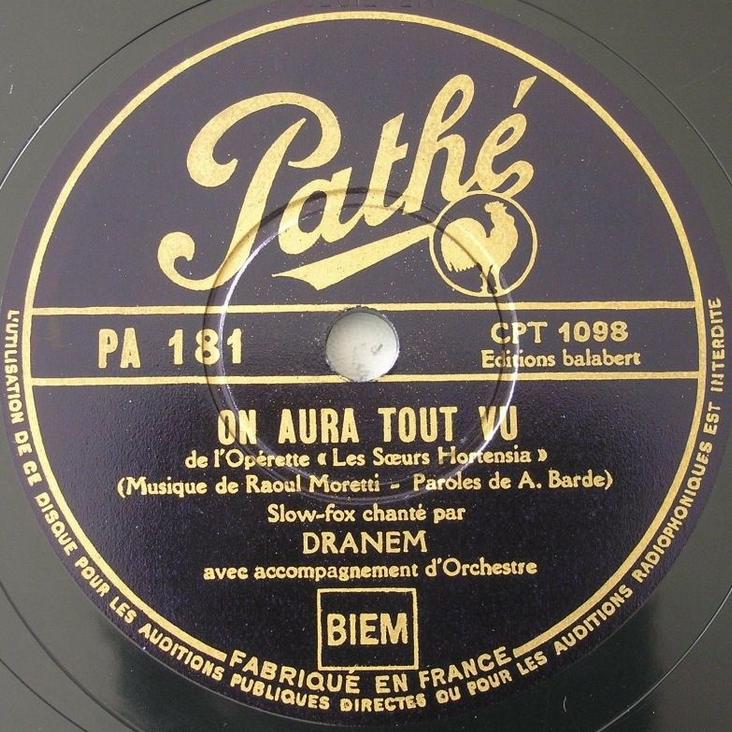 Pathé
PA 181
CPT 1098
Editions balabert
ON AURA TOUT VU
de l'Opérette « Les Sœurs Hortensia »
(Musique de Raoul Moretti - Paroles de A. Barde)
Slow-fox chanté par
DRANEM
avec accompagnement d'Orchestre
BIEM
FABRIQUÉ EN FRANCE
L'UTILISATION DE CE DISQUE POUR LES AUDITIONS PUBLIQUES DIRECTES OU POUR LES AUDITIONS RADIOPHONIQUES EST INTERDITE